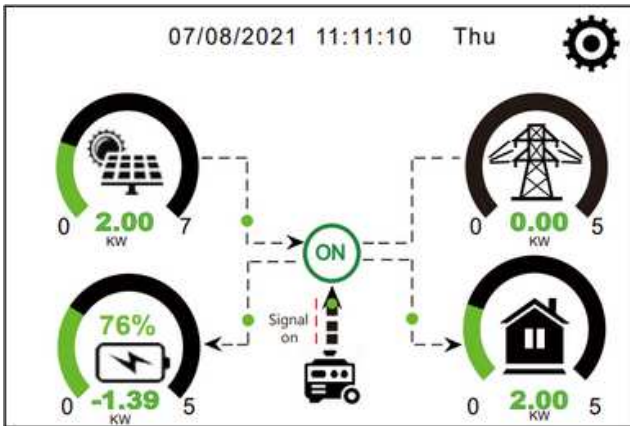 07/08/2021 11:11:10 Thu
0 2.00 7
KW
0 0.00 5
KW
ON
Signal
on
76%
0 -1.39 5
KW
0 2.00 5
KW